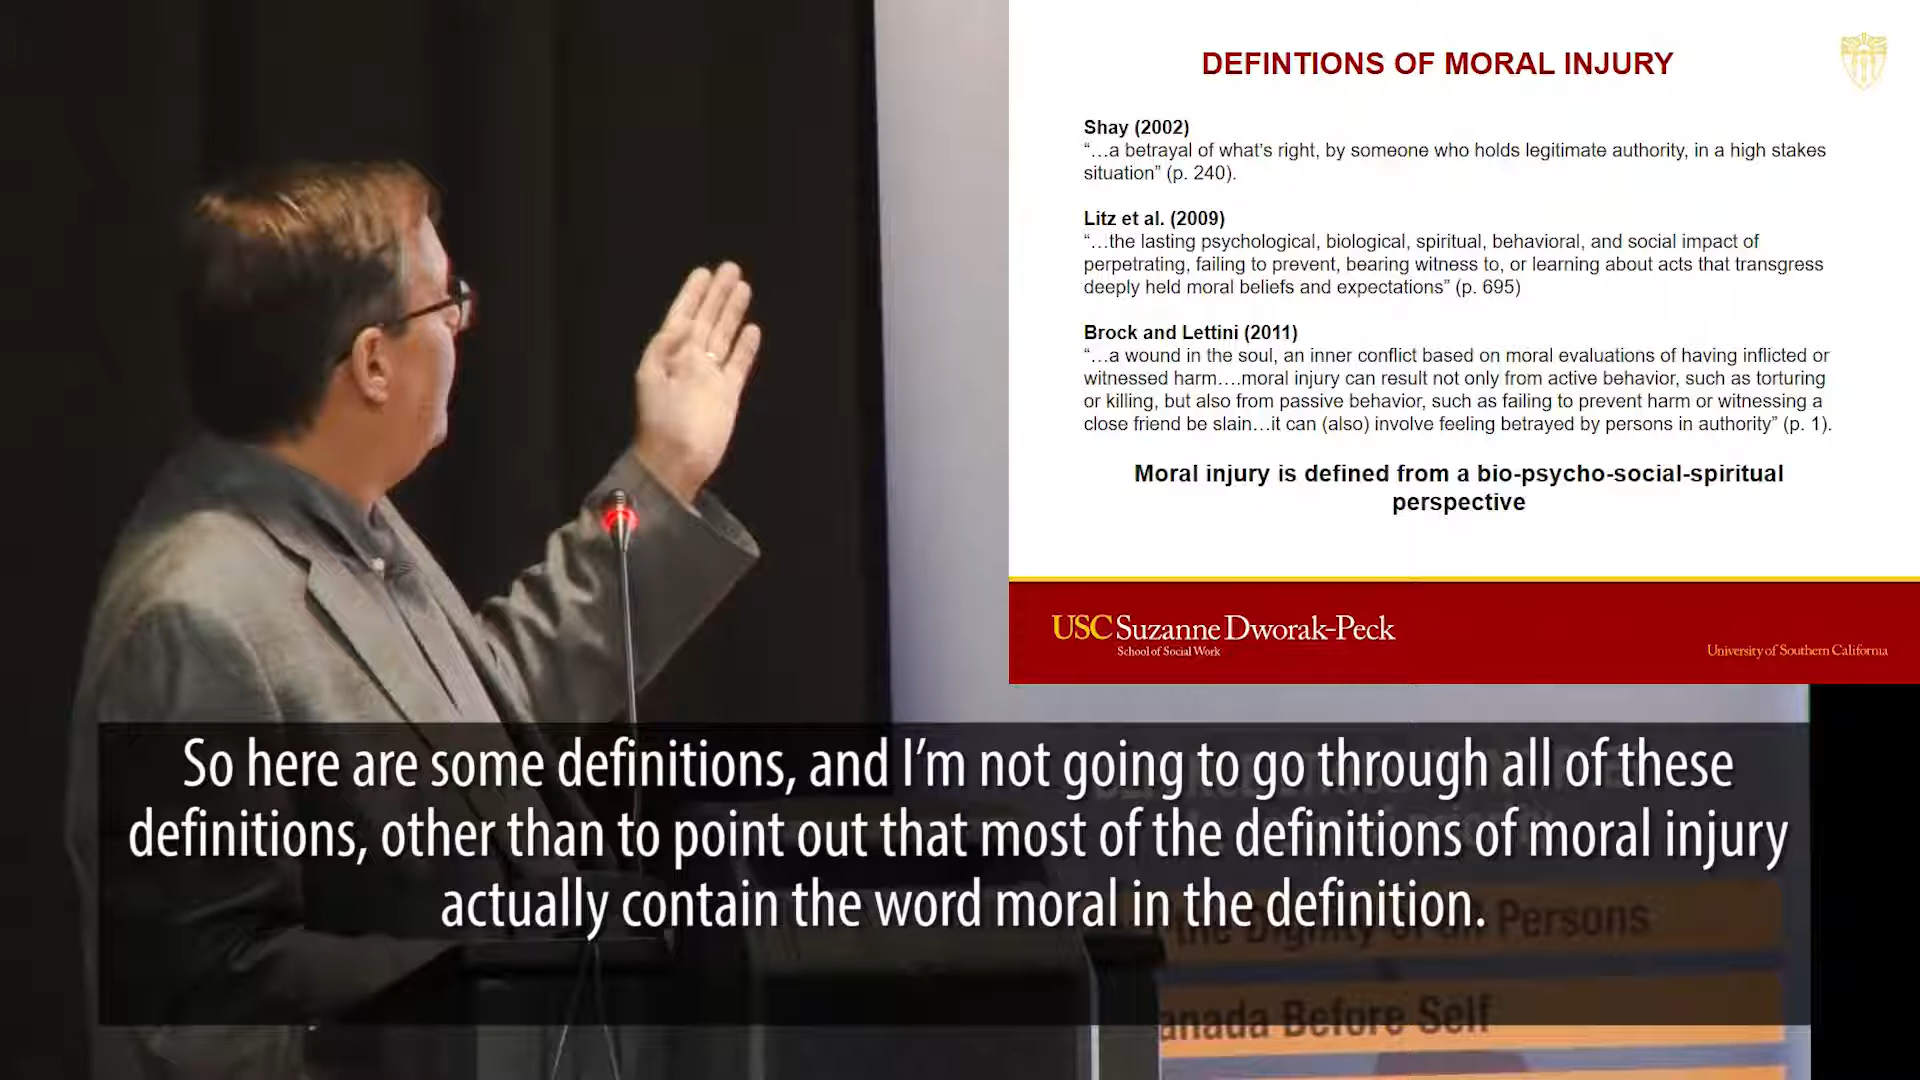 DEFINTIONS OF MORAL INJURY
Shay (2002)
“…a betrayal of what’s right, by someone who holds legitimate authority, in a high stakes
situation” (p. 240).
Litz et al. (2009)
“…the lasting psychological, biological, spiritual, behavioral, and social impact of
perpetrating, failing to prevent, bearing witness to, or learning about acts that transgress
deeply held moral beliefs and expectations” (p. 695)
Brock and Lettini (2011)
“…a wound in the soul, an inner conflict based on moral evaluations of having inflicted or
witnessed harm….moral injury can result not only from active behavior, such as torturing
or killing, but also from passive behavior, such as failing to prevent harm or witnessing a
close friend be slain…it can (also) involve feeling betrayed by persons in authority” (p. 1).
Moral injury is defined from a bio-psycho-social-spiritual
perspective
USC Suzanne Dworak-Peck
School of Social Work
University of Southern California
So here are some definitions, and I’m not going to go through all of these
definitions, other than to point out that most of the definitions of moral injury
actually contain the word moral in the definition.
the Dignity of all Persons
anada Before Self